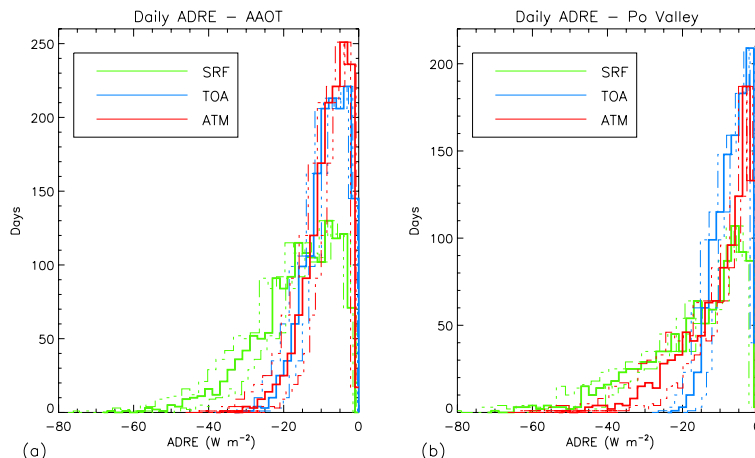 Daily ADRE – AAOT
250
200
150
100
50
0
Days
SRF
TOA
ATM
−80
−60
−40
−20
0
ADRE (W m⁻²)
(a)
Daily ADRE – Po Valley
200
150
100
50
0
Days
SRF
TOA
ATM
−80
−60
−40
−20
ADRE (W m⁻²)
(b)